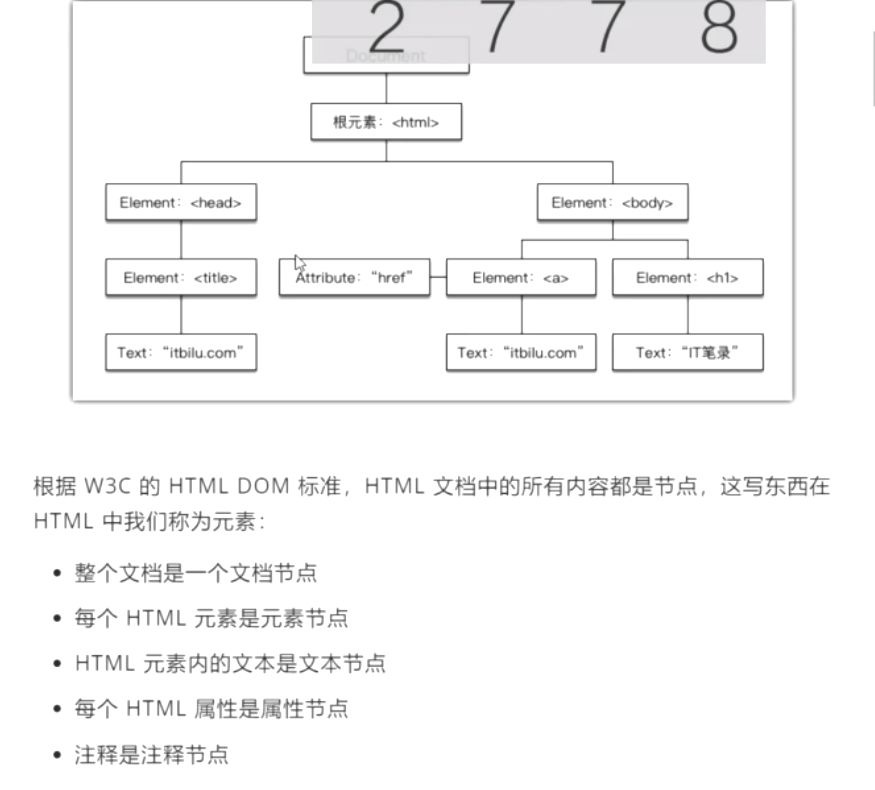 2 7 7 8
Document
根元素：<html>
Element：<head>
Element：<body>
Element：<title>
Attribute：“href”
Element：<a>
Element：<h1>
Text：“itbilu.com”
Text：“itbilu.com”
Text：“IT笔录”
根据 W3C 的 HTML DOM 标准，HTML 文档中的所有内容都是节点，这写东西在
HTML 中我们称为元素：
• 整个文档是一个文档节点
• 每个 HTML 元素是元素节点
• HTML 元素内的文本是文本节点
• 每个 HTML 属性是属性节点
• 注释是注释节点